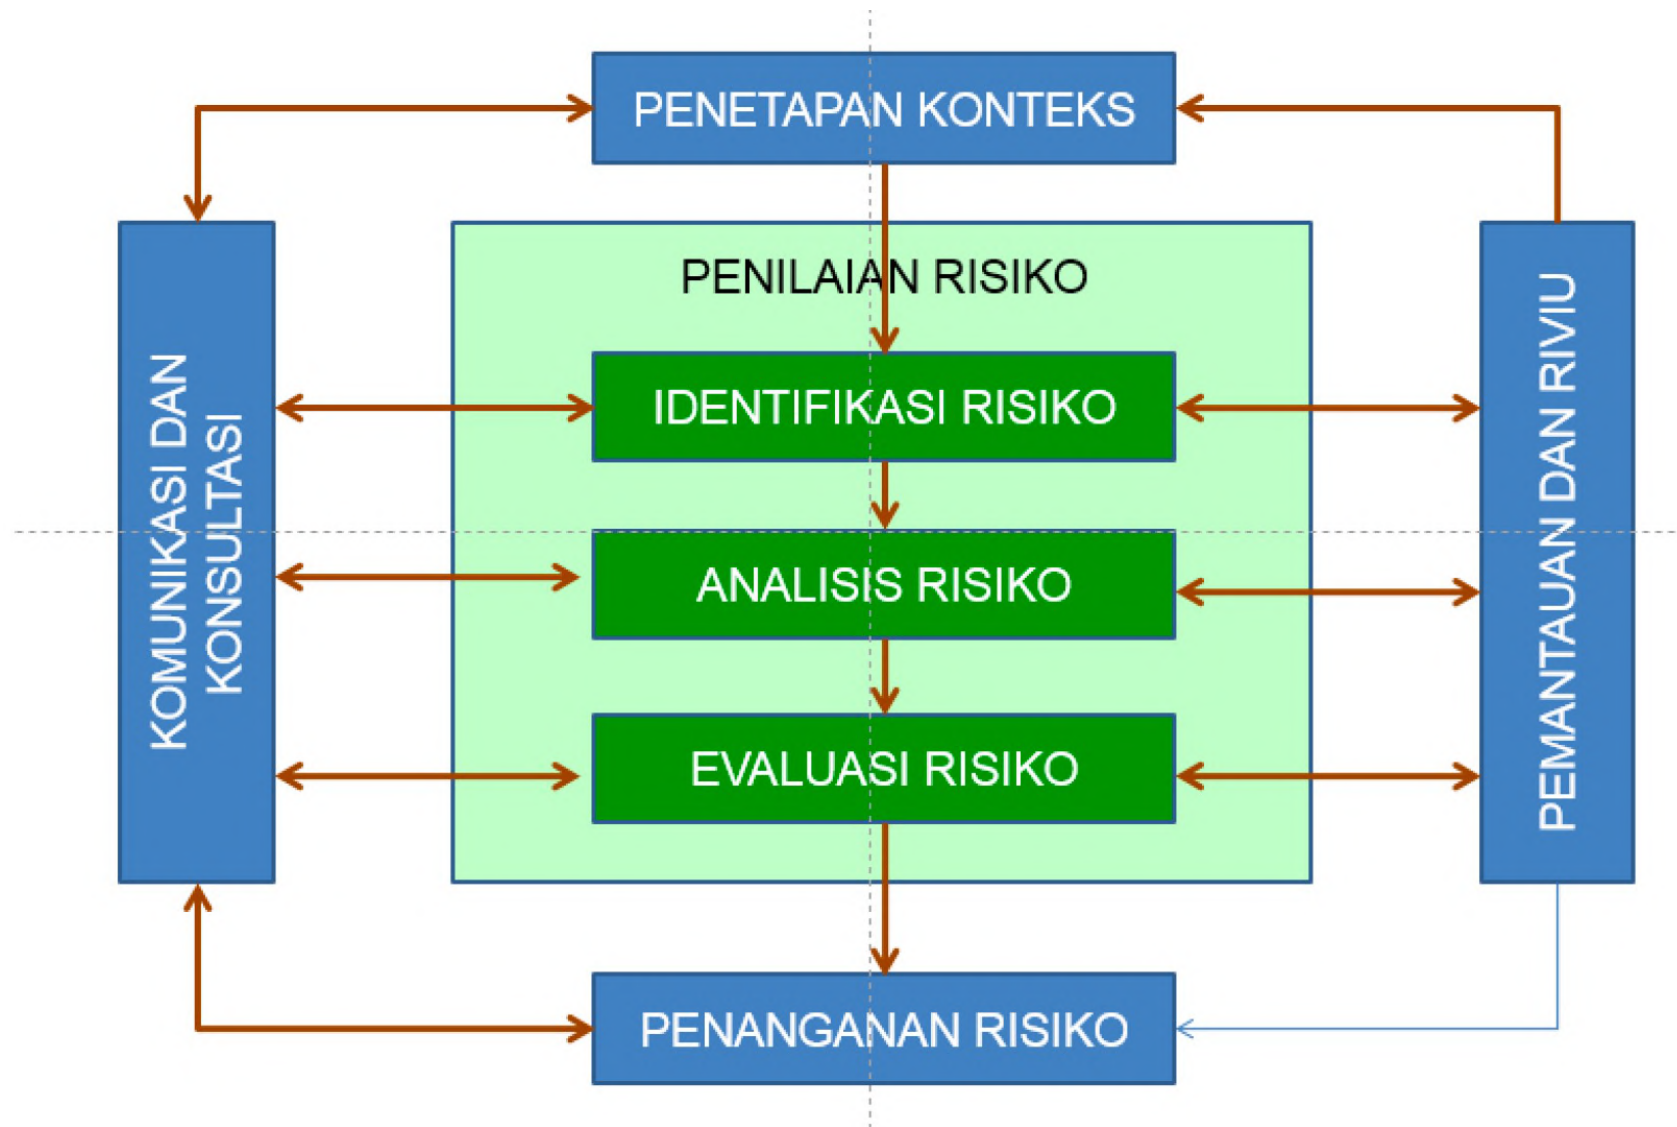 PENETAPAN KONTEKS
PENILAIAN RISIKO
IDENTIFIKASI RISIKO
ANALISIS RISIKO
EVALUASI RISIKO
PENANGANAN RISIKO
KOMUNIKASI DAN
KONSULTASI
PEMANTAUAN DAN RIVIU